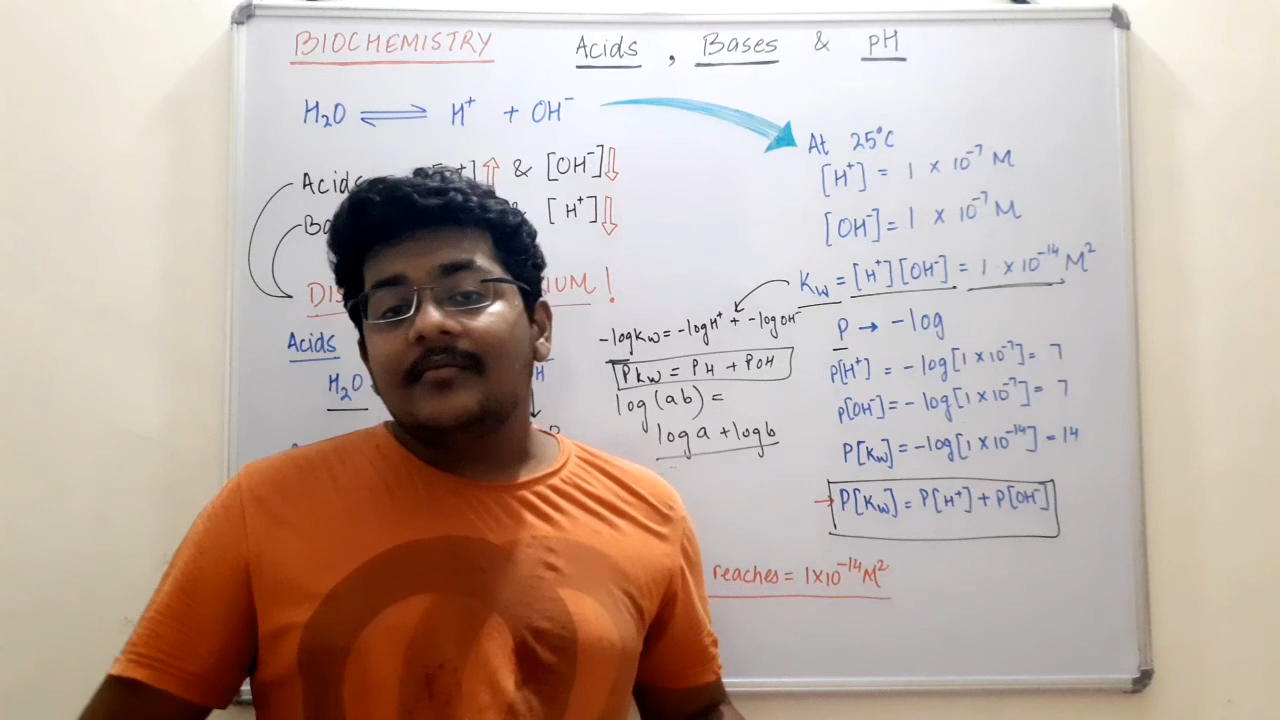 BIOCHEMISTRY Acids, Bases & pH
H₂O ⇌ H⁺ + OH⁻
Acids ↑ & [OH⁻]⇩
& [H⁺]⇩
!
Acids
H₂O
At 25°C
[H⁺] = 1 × 10⁻⁷ M
[OH⁻] = 1 × 10⁻⁷ M
Kw = [H⁺][OH⁻] = 1 × 10⁻¹⁴ M²
-logkw = -logH⁺ + -logOH⁻
Pkw = PH + POH
log(ab) =
loga + logb
P → -log
P[H⁺] = -log[1 × 10⁻⁷] = 7
P[OH⁻] = -log[1 × 10⁻⁷] = 7
P[Kw] = -log[1 × 10⁻¹⁴] = 14
→ P[Kw] = P[H⁺] + P[OH⁻]
reaches = 1×10⁻¹⁴M²